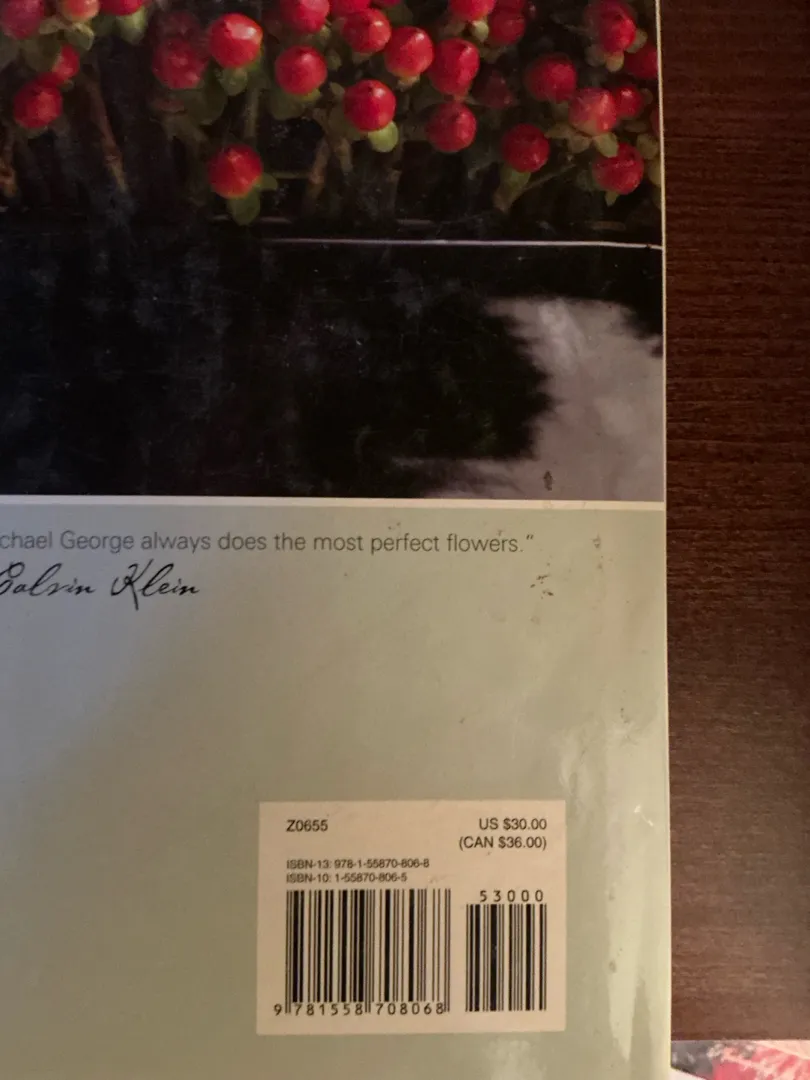 chael George always does the most perfect flowers.“
Calvin Klein
Z0655
US $30.00
(CAN $36.00)
ISBN-13: 978-1-55870-806-8
ISBN-10: 1-55870-806-5
53000
9 781558 708068